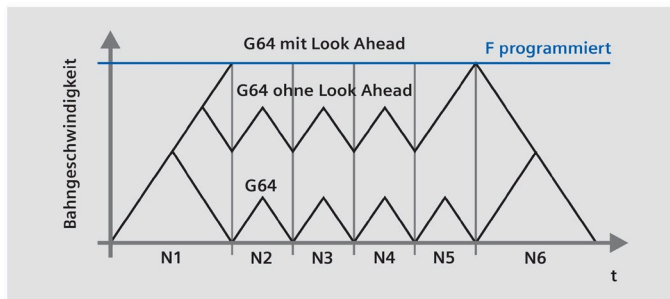 G64 mit Look Ahead
F programmiert
Bahngeschwindigkeit
G64 ohne Look Ahead
G64
N1 N2 N3 N4 N5 N6
t